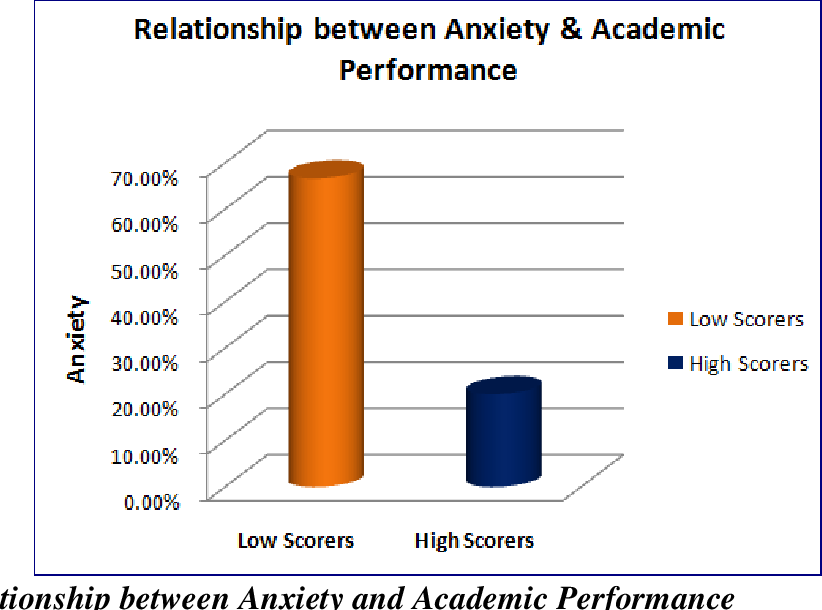 Relationship between Anxiety & Academic
Performance
70.00%
60.00%
50.00%
40.00%
30.00%
20.00%
10.00%
0.00%
Anxiety
Low Scorers
High Scorers
Low Scorers
High Scorers
tionship between Anxiety and Academic Performance